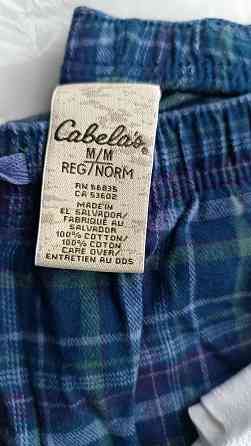 Cabela's®
M/M
REG/NORM
RN 56835
CA 53602
MADE IN
EL SALVADOR/
FABRIQUÉ AU
SALVADOR
100% COTTON/
100% COTON
CARE OVER/
ENTRETIEN AU DOS